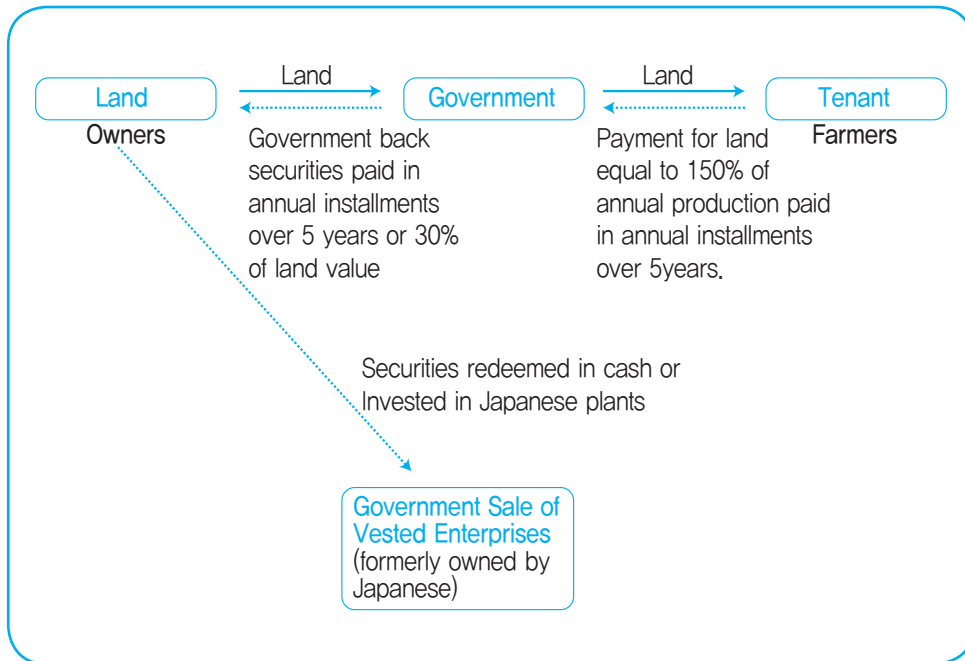 Land
Land
Land
Owners
Government
Tenant
Farmers
Government back
securities paid in
annual installments
over 5 years or 30%
of land value
Payment for land
equal to 150% of
annual production paid
in annual installments
over 5years.
Securities redeemed in cash or
Invested in Japanese plants
Government Sale of
Vested Enterprises
(formerly owned by
Japanese)